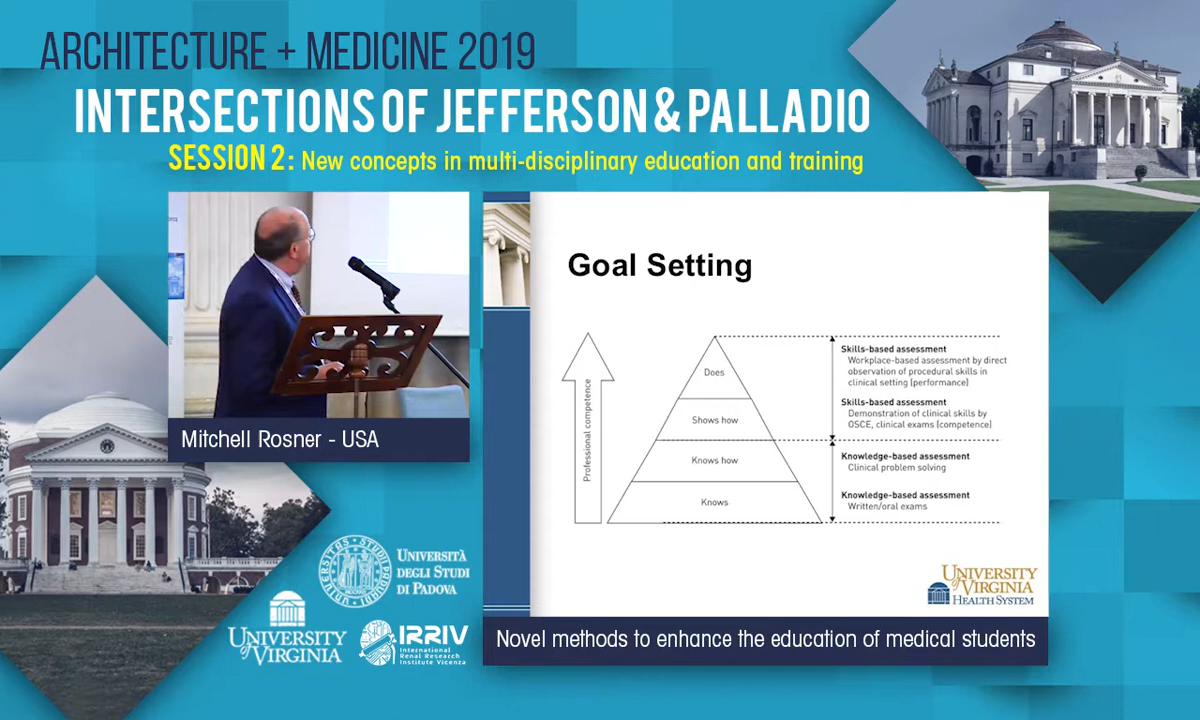 ARCHITECTURE + MEDICINE 2019
INTERSECTIONS OF JEFFERSON & PALLADIO
SESSION 2: New concepts in multi-disciplinary education and training
Mitchell Rosner - USA
Goal Setting
Professional competence
Does
Shows how
Knows how
Knows
Skills-based assessment
Workplace-based assessment by direct
observation of procedural skills in
clinical setting (performance)
Skills-based assessment
Demonstration of clinical skills by
OSCE, clinical exams (competence)
Knowledge-based assessment
Clinical problem solving
Knowledge-based assessment
Written/oral exams
UNIVERSITY
of VIRGINIA
HEALTH SYSTEM
Novel methods to enhance the education of medical students
UNIVERSITÀ
DEGLI STUDI
DI PADOVA
UNIVERSITY
of VIRGINIA
IRRIV
International
Renal Research
Institute Vicenza